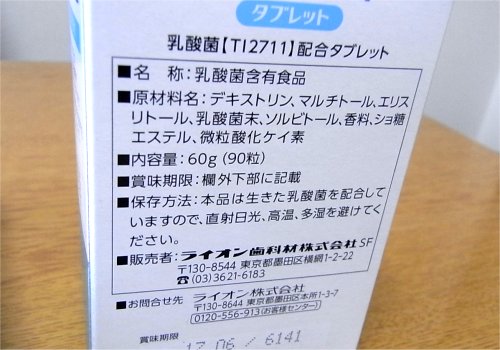 タブレット
乳酸菌【TI2711】配合タブレット
■名　称:乳酸菌含有食品
■原材料名:デキストリン、マルチトール、エリス
リトール、乳酸菌末、ソルビトール、香料、ショ糖
エステル、微粒酸化ケイ素
■内容量:60g(90粒)
■賞味期限:欄外下部に記載
■保存方法:本品は生きた乳酸菌を配合して
いますので、直射日光、高温、多湿を避けてく
ださい。
■販売者:ライオン歯科材株式会社SF
〒130-8544 東京都墨田区横網1-2-22
☎(03)3621-6183
■お問合せ先　ライオン株式会社
〒130-8644 東京都墨田区本所1-3-7
0120-556-913(お客様センター)
賞味期限 17.06 / 6141